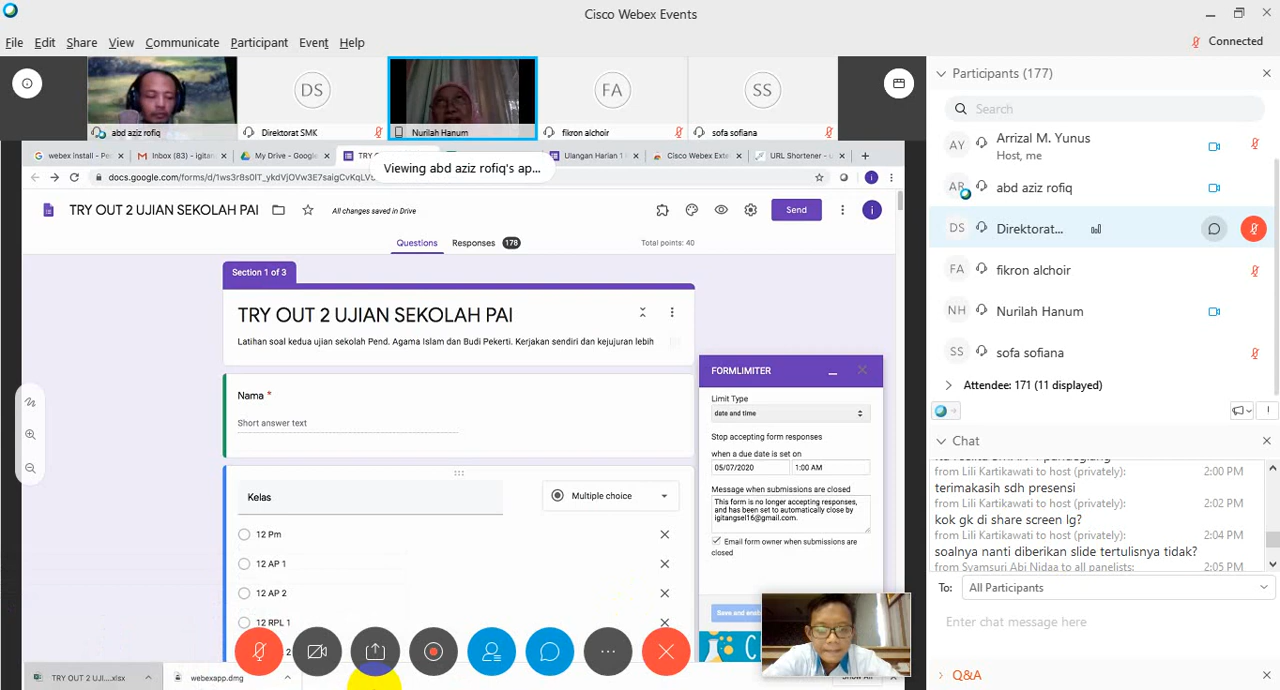 Cisco Webex Events
File Edit Share View Communicate Participant Event Help
Connected
DS
FA
SS
abd aziz rofiq
Direktorat SMK
Nurilah Hanum
fikron alchoir
sofa sofiana
webex install - Pe
Inbox (83) - igitan
My Drive - Google
TRY
Ulangan Harian 1
Cisco Webex Exte
URL Shortener - u
Viewing abd aziz rofiq's ap...
TRY OUT 2 UJIAN SEKOLAH PAI
All changes saved in Drive
Send
i
Questions
Responses 178
Total points: 40
Section 1 of 3
TRY OUT 2 UJIAN SEKOLAH PAI
Latihan soal kedua ujian sekolah Pend. Agama Islam dan Budi Pekerti. Kerjakan sendiri dan kejujuran lebih
Nama *
Short answer text
Kelas
Multiple choice
12 Pm
12 AP 1
12 AP 2
12 RPL 1
FORMLIMITER
Limit Type
date and time
Stop accepting form responses
when a due date is set on
05/07/2020 1:00 AM
Message when submissions are closed
This form is no longer accepting responses,
and has been set to automatically close by
igitangsel16@gmail.com.
Email form owner when submissions are
closed
TRY OUT 2 UJI....xlsx
webexapp.dmg
Show All
Participants (177)
Search
AY
Arrizal M. Yunus
Host, me
AR
abd aziz rofiq
DS
Direktorat...
FA
fikron alchoir
NH
Nurilah Hanum
SS
sofa sofiana
Attendee: 171 (11 displayed)
Chat
from Lili Kartikawati to host (privately): 2:00 PM
terimakasih sdh presensi
from Lili Kartikawati to host (privately): 2:02 PM
kok gk di share screen lg?
from Lili Kartikawati to host (privately): 2:04 PM
soalnya nanti diberikan slide tertulisnya tidak?
from Syamsuri Abi Nidaa to all panelists: 2:05 PM
To: All Participants
Enter chat message here
Q&A